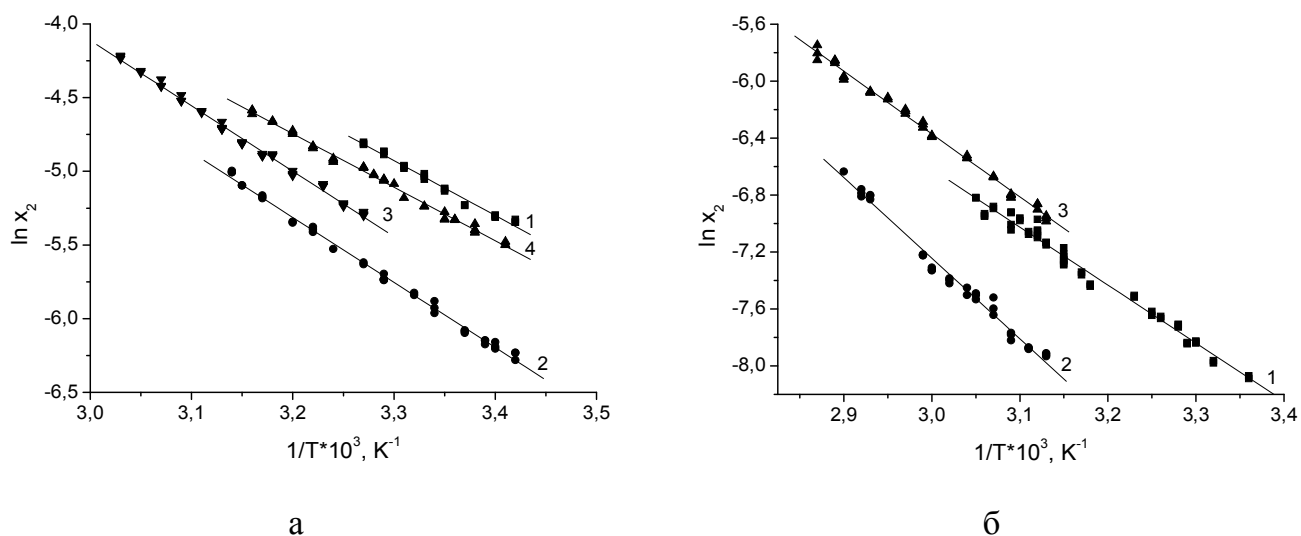 -4,0
-4,5
-5,0
-5,5
-6,0
-6,5
ln x₂
3,0 3,1 3,2 3,3 3,4 3,5
1/T*10³, K⁻¹
1
4
3
2
а
-5,6
-6,0
-6,4
-6,8
-7,2
-7,6
-8,0
ln x₂
2,9 3,0 3,1 3,2 3,3 3,4
1/T*10³, K⁻¹
3
2
1
б